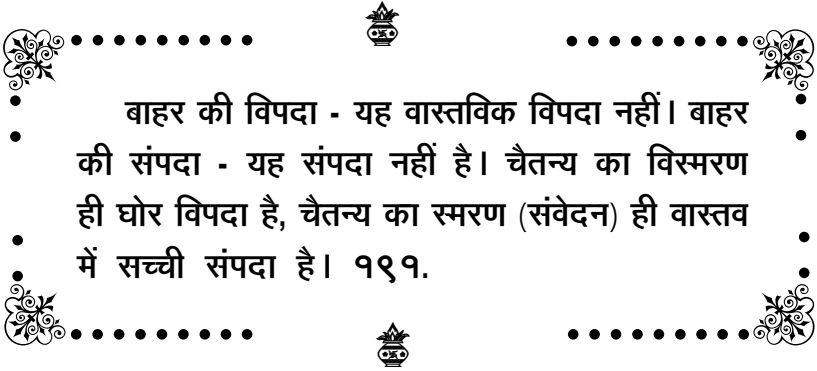 बाहर की विपदा - यह वास्तविक विपदा नहीं। बाहर
की संपदा - यह संपदा नहीं है। चैतन्य का विस्मरण
ही घोर विपदा है, चैतन्य का स्मरण (संवेदन) ही वास्तव
में सच्ची संपदा है। १९१.